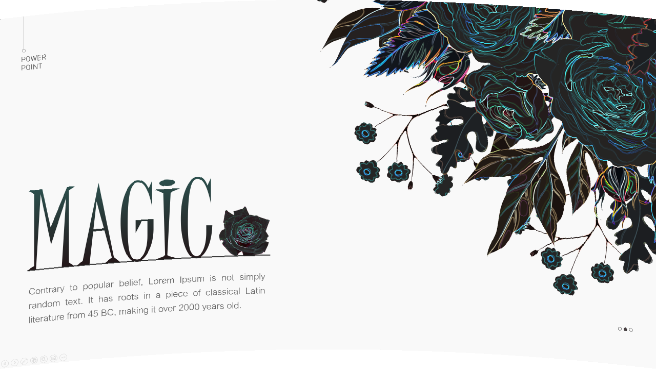 POWER
POINT
MAGIC
Contrary to popular belief, Lorem Ipsum is not simply
random text. It has roots in a piece of classical Latin
literature from 45 BC, making it over 2000 years old.